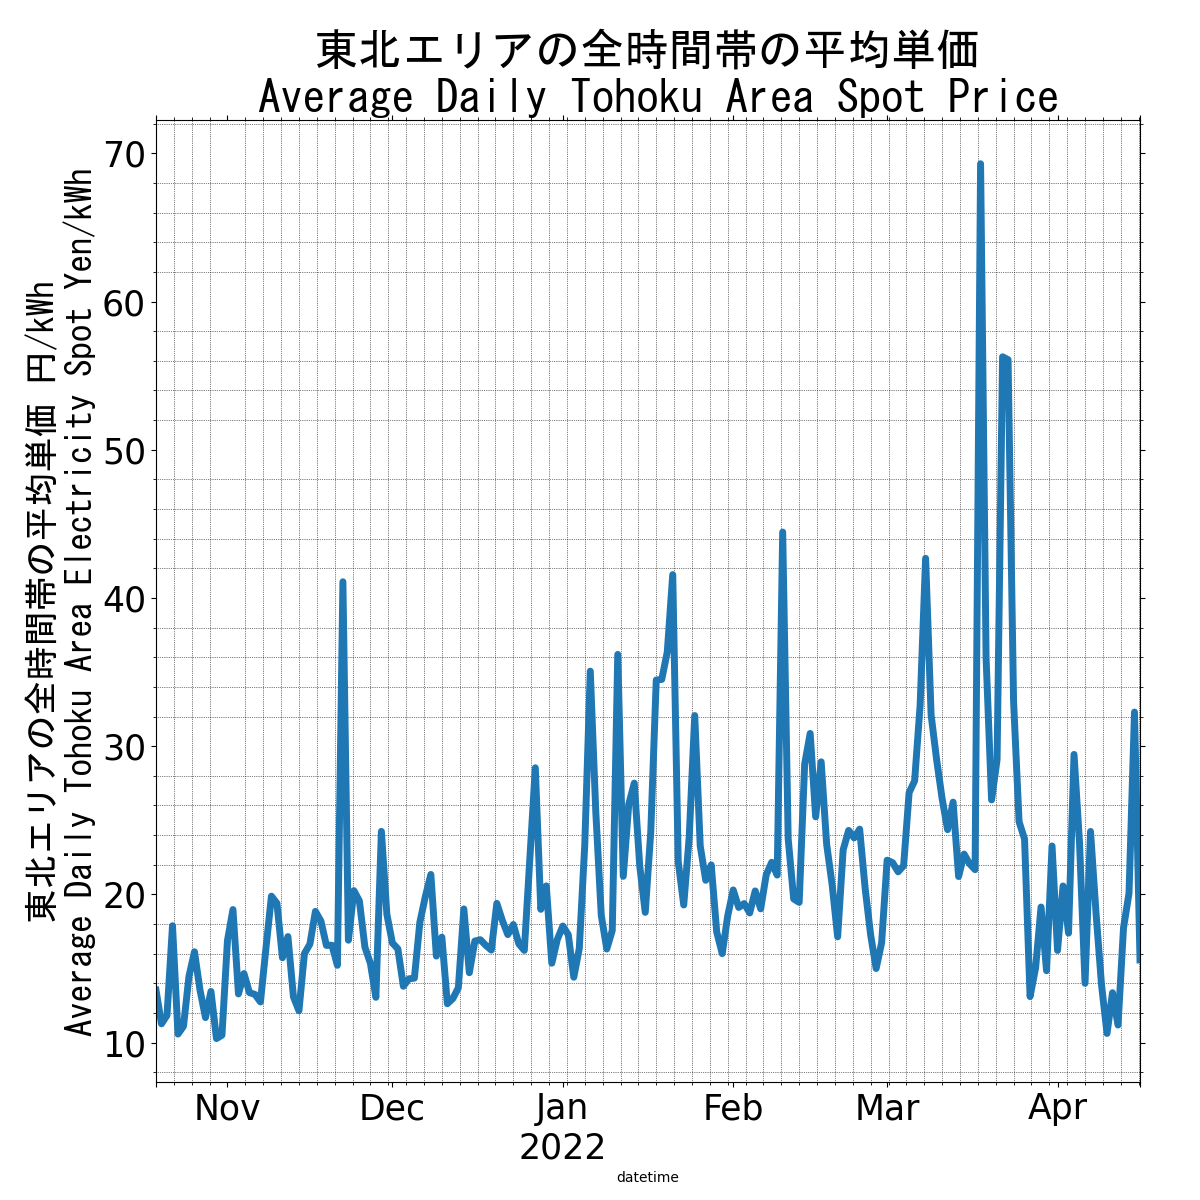 東北エリアの全時間帯の平均単価
Average Daily Tohoku Area Spot Price
東北エリアの全時間帯の平均単価 円/kWh
Average Daily Tohoku Area Electricity Spot Yen/kWh
70
60
50
40
30
20
10
Nov
Dec
Jan
2022
Feb
Mar
Apr
datetime